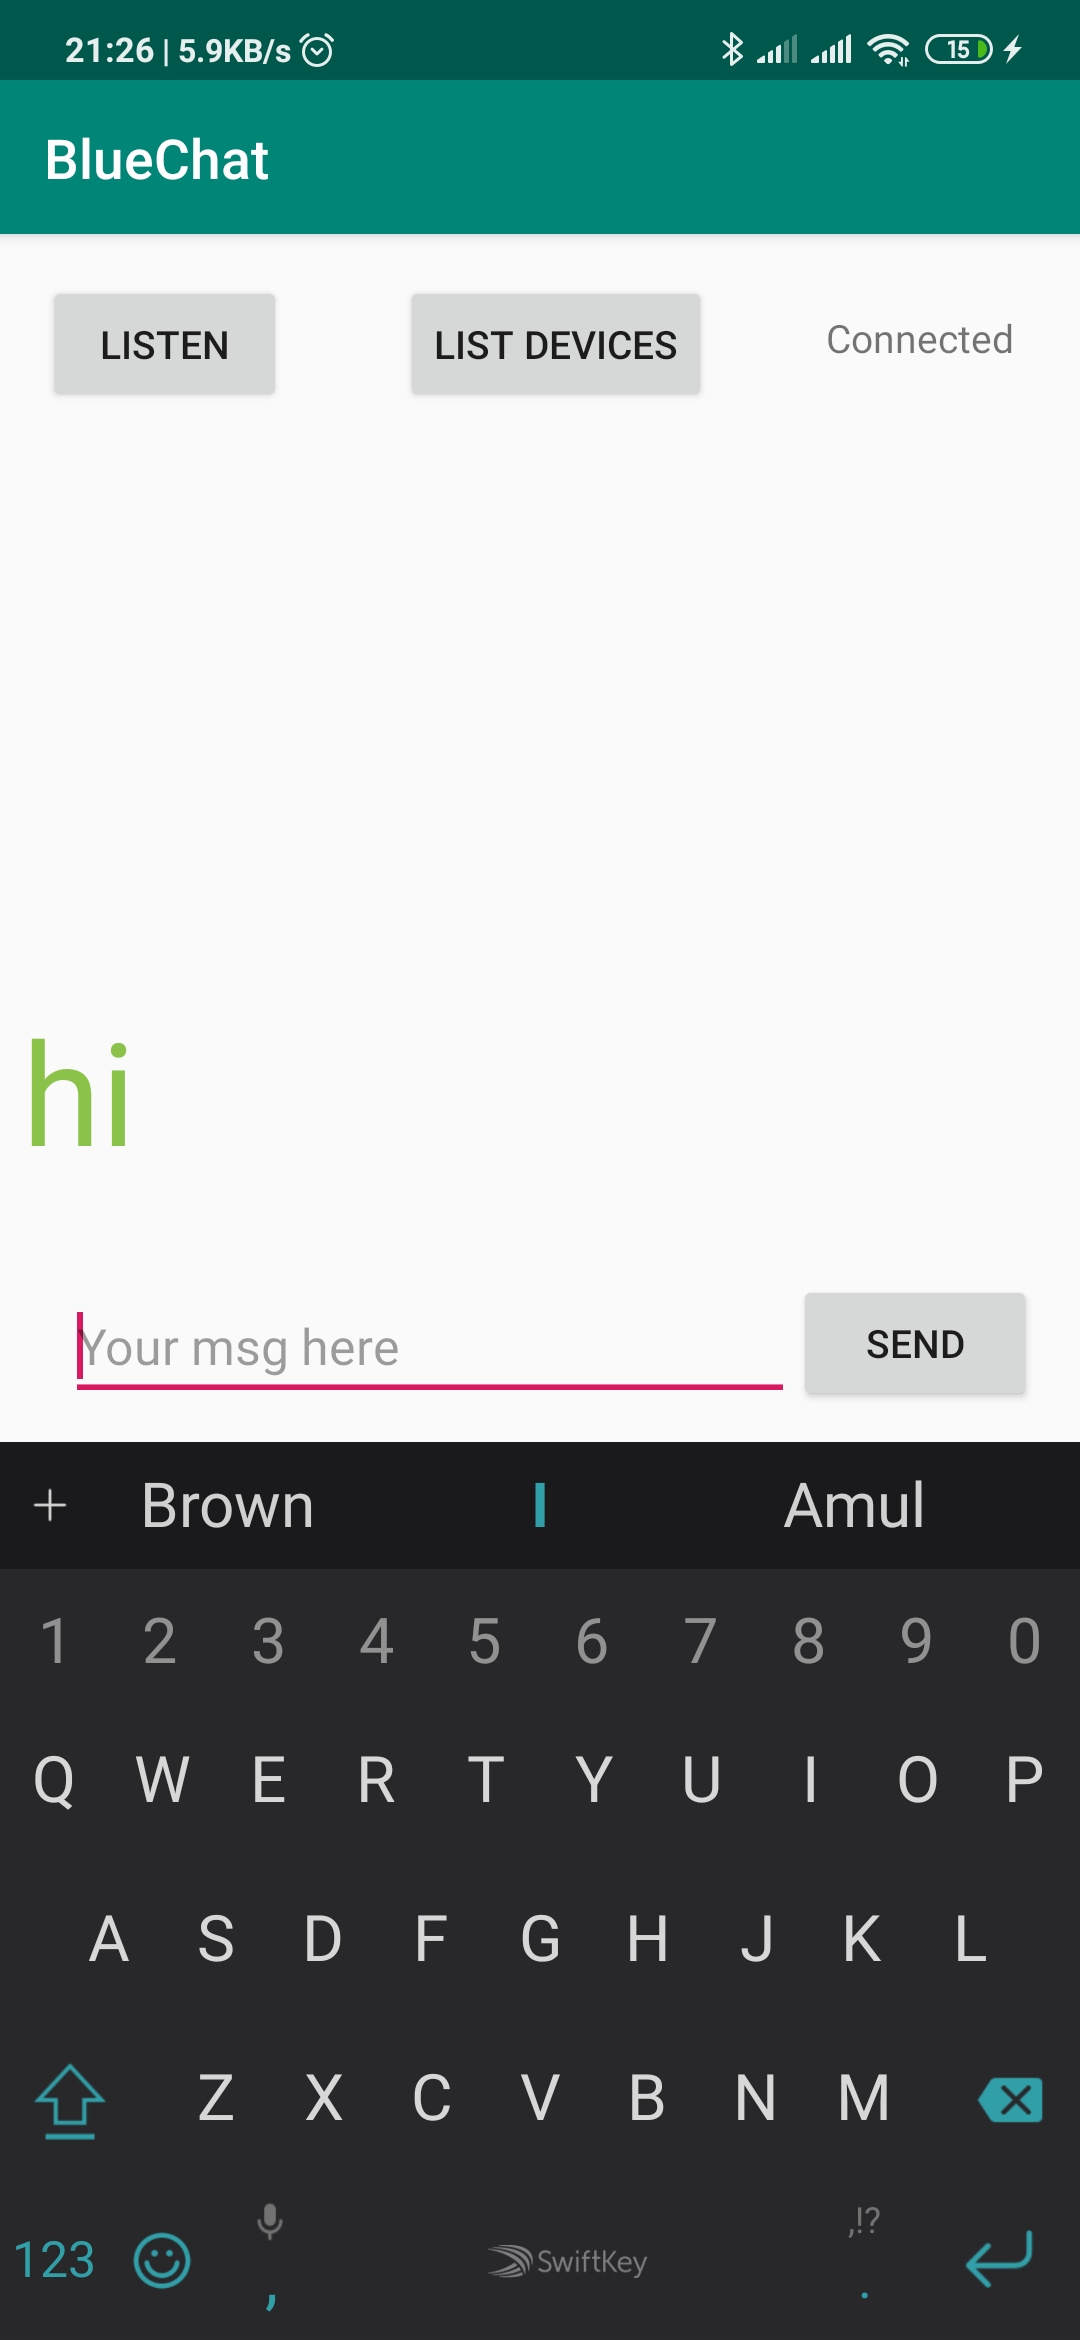 21:26 | 5.9KB/s 15
BlueChat
LISTEN LIST DEVICES Connected
hi
Your msg here SEND
+ Brown I Amul
1 2 3 4 5 6 7 8 9 0
Q W E R T Y U I O P
A S D F G H J K L
Z X C V B N M
,!?
123 , SwiftKey .